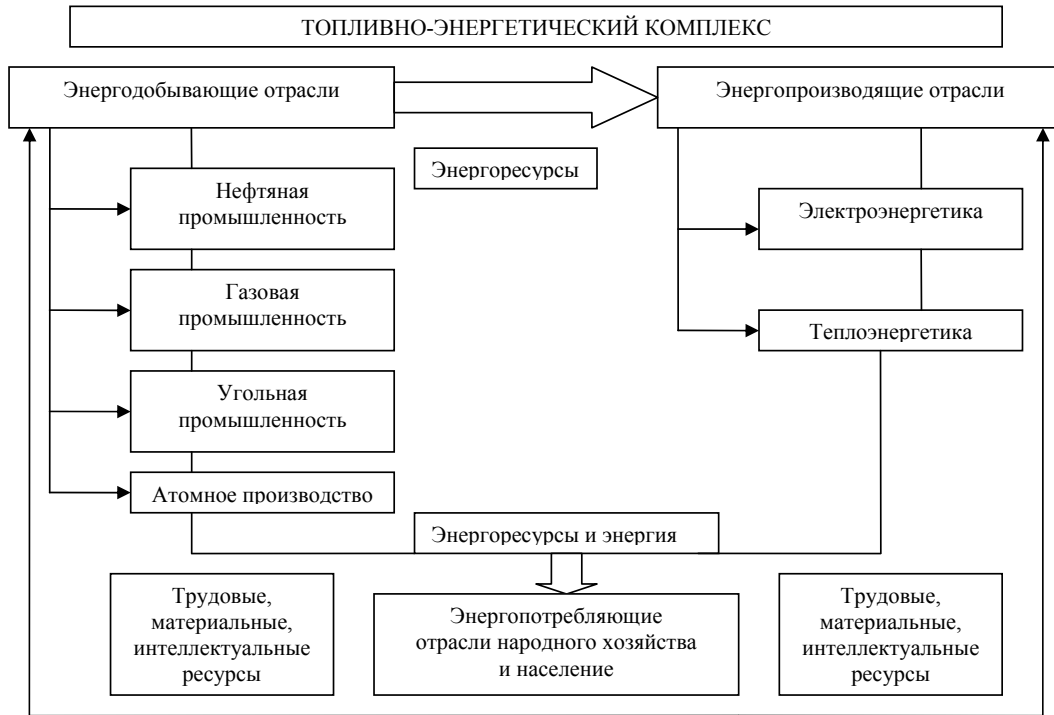 ТОПЛИВНО-ЭНЕРГЕТИЧЕСКИЙ КОМПЛЕКС
Энергодобывающие отрасли
Энергопроизводящие отрасли
Энергоресурсы
Нефтяная
промышленность
Электроэнергетика
Газовая
промышленность
Теплоэнергетика
Угольная
промышленность
Атомное производство
Энергоресурсы и энергия
Трудовые,
материальные,
интеллектуальные
ресурсы
Энергопотребляющие
отрасли народного хозяйства
и население
Трудовые,
материальные,
интеллектуальные
ресурсы